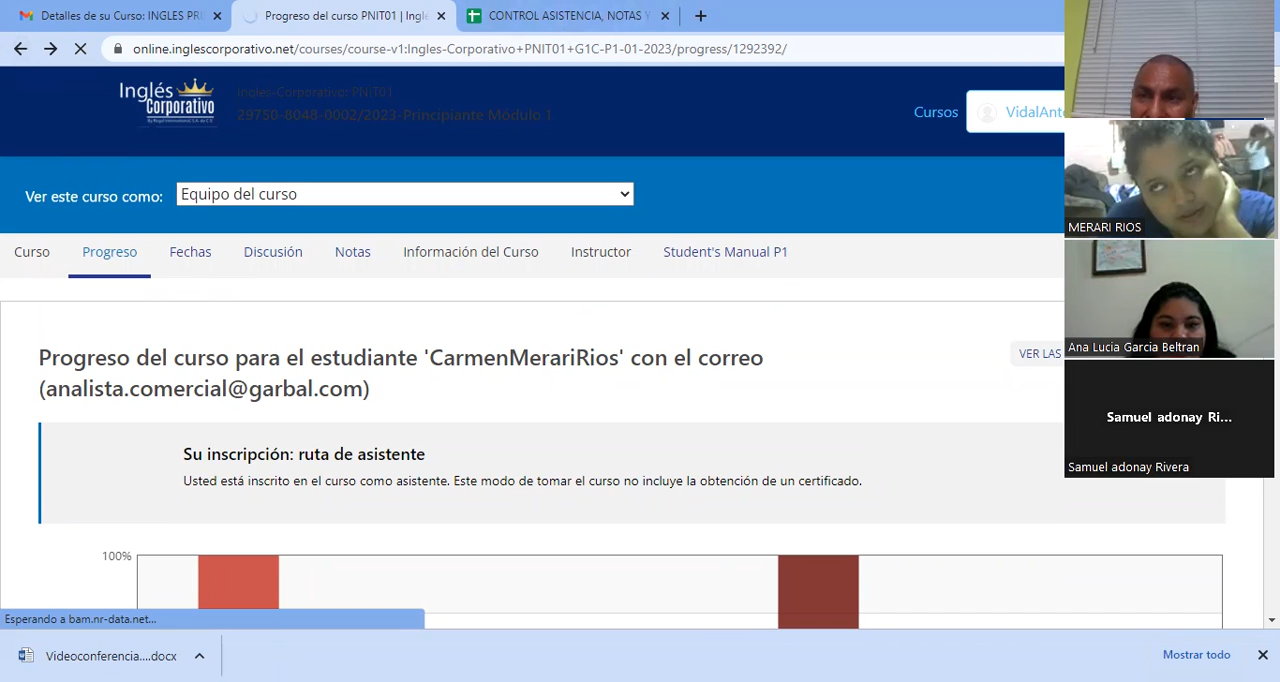 Detalles de su Curso: INGLES PRI
Progreso del curso PNIT01 | Inglé
CONTROL ASISTENCIA, NOTAS Y
online.inglescorporativo.net/courses/course-v1:Ingles-Corporativo+PNIT01+G1C-P1-01-2023/progress/1292392/
Inglés
Corporativo
Ingles-Corporativo: PNIT01
29750-8048-0002/2023-Principiante Módulo 1
Cursos
VidalAnto
Ver este curso como:
Equipo del curso
Curso
Progreso
Fechas
Discusión
Notas
Información del Curso
Instructor
Student's Manual P1
Progreso del curso para el estudiante 'CarmenMerariRios' con el correo
(analista.comercial@garbal.com)
VER LAS
Su inscripción: ruta de asistente
Usted está inscrito en el curso como asistente. Este modo de tomar el curso no incluye la obtención de un certificado.
100%
Esperando a bam.nr-data.net...
Videoconferencia....docx
Mostrar todo
MERARI RIOS
Ana Lucia Garcia Beltran
Samuel adonay Ri...
Samuel adonay Rivera